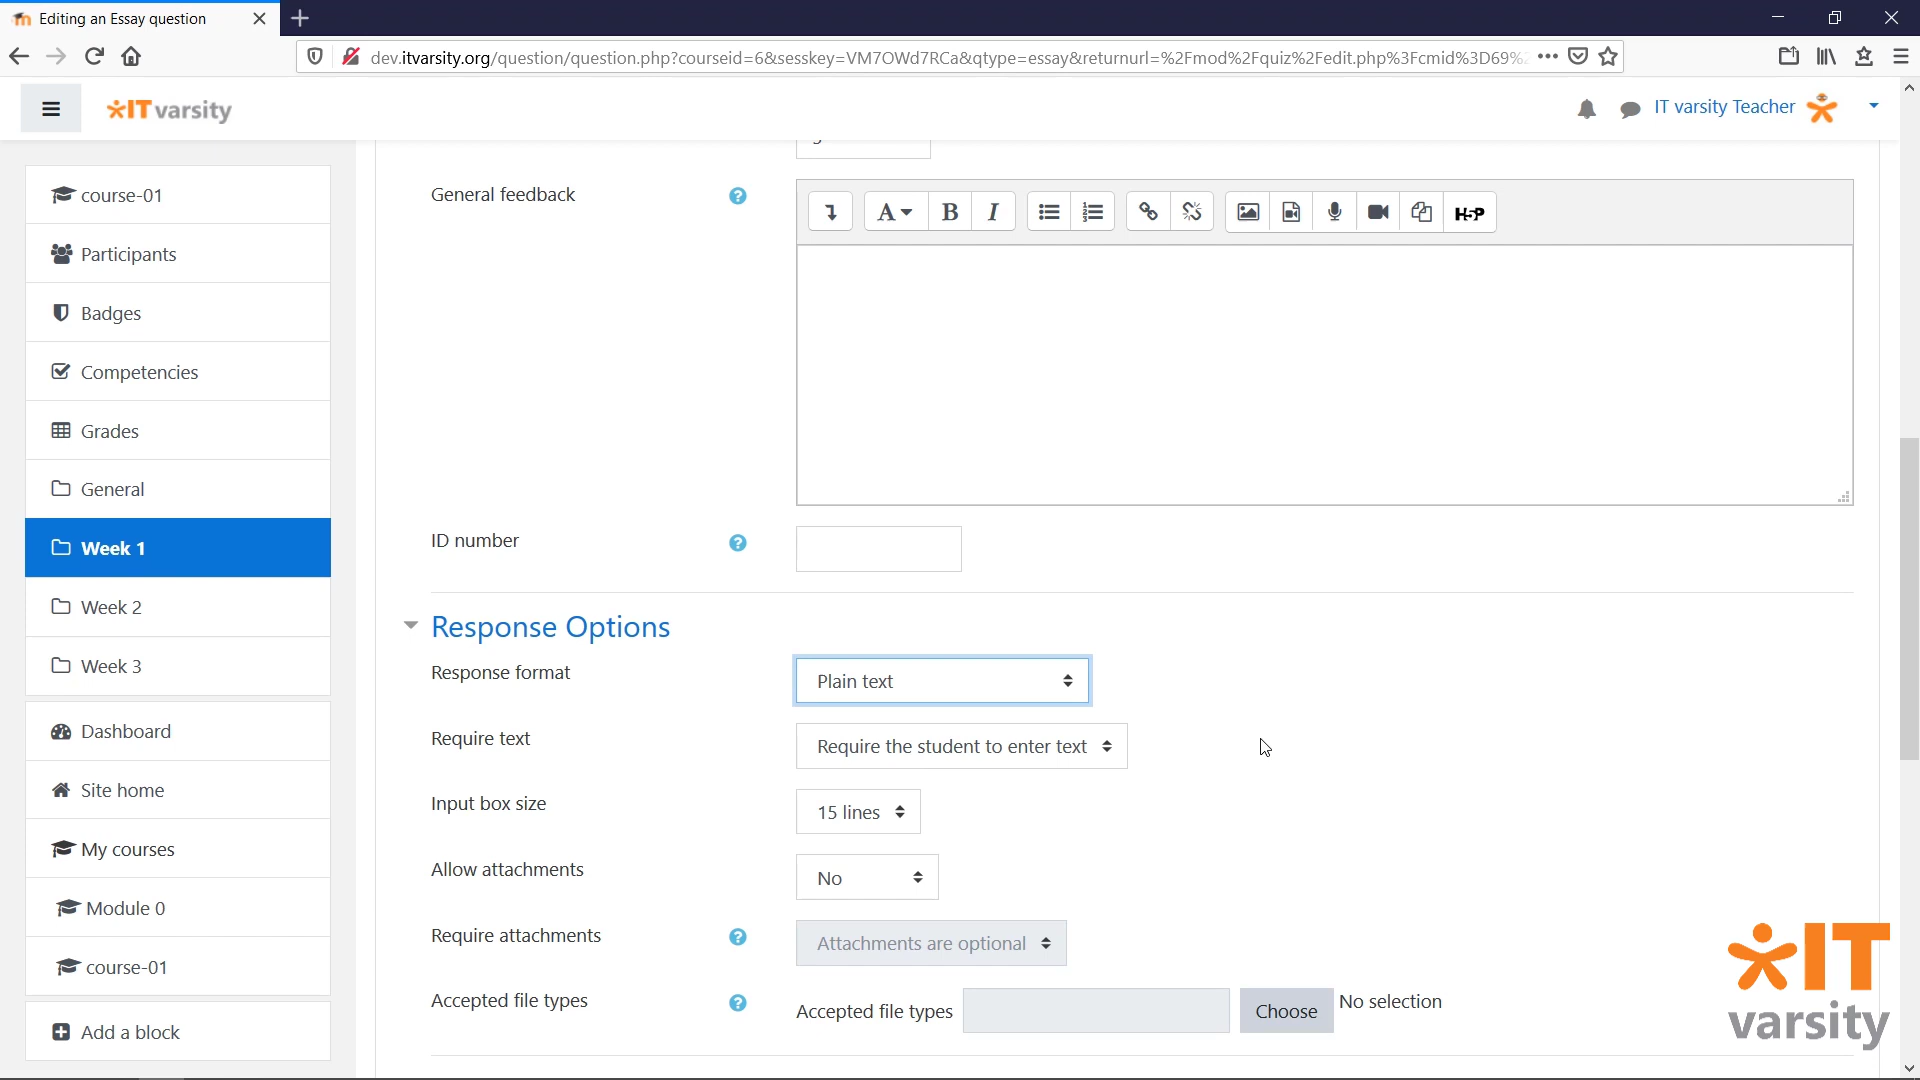 Editing an Essay question
dev.itvarsity.org/question/question.php?courseid=6&sesskey=VM7OWd7RCa&qtype=essay&returnurl=%2Fmod%2Fquiz%2Fedit.php%3Fcmid%3D69%
IT varsity
IT varsity Teacher
course-01
Participants
Badges
Competencies
Grades
General
Week 1
Week 2
Week 3
Dashboard
Site home
My courses
Module 0
course-01
Add a block
General feedback
A B I H5P
ID number
Response Options
Response format Plain text
Require text Require the student to enter text
Input box size 15 lines
Allow attachments No
Require attachments Attachments are optional
Accepted file types Accepted file types Choose No selection
IT
varsity